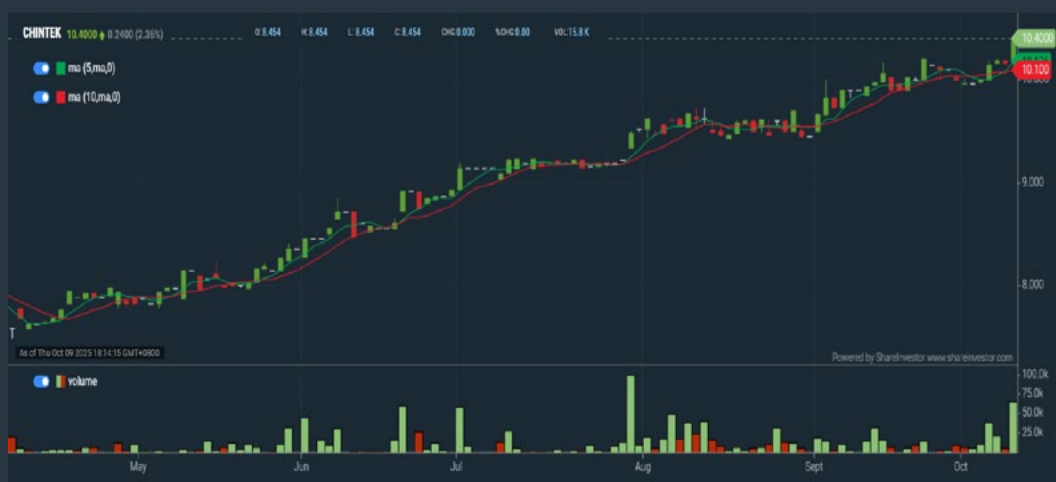 CHINTEK 10.4000 0.2400 (2.36%) O:8.454 H:8.454 L:8.454 C:8.454 CHG:0.000 %CHG:0.00 VOL:15.8 K
10.4000
ma (5,ma,0)
10.100
ma (10,ma,0)
9.000
8.000
T
As of Thu Oct 09 2025 18:14:15 GMT+0800
Powered by ShareInvestor www.shareinvestor.com
volume
100.0k
75.0k
50.0k
25.0k
May Jun Jul Aug Sept Oct